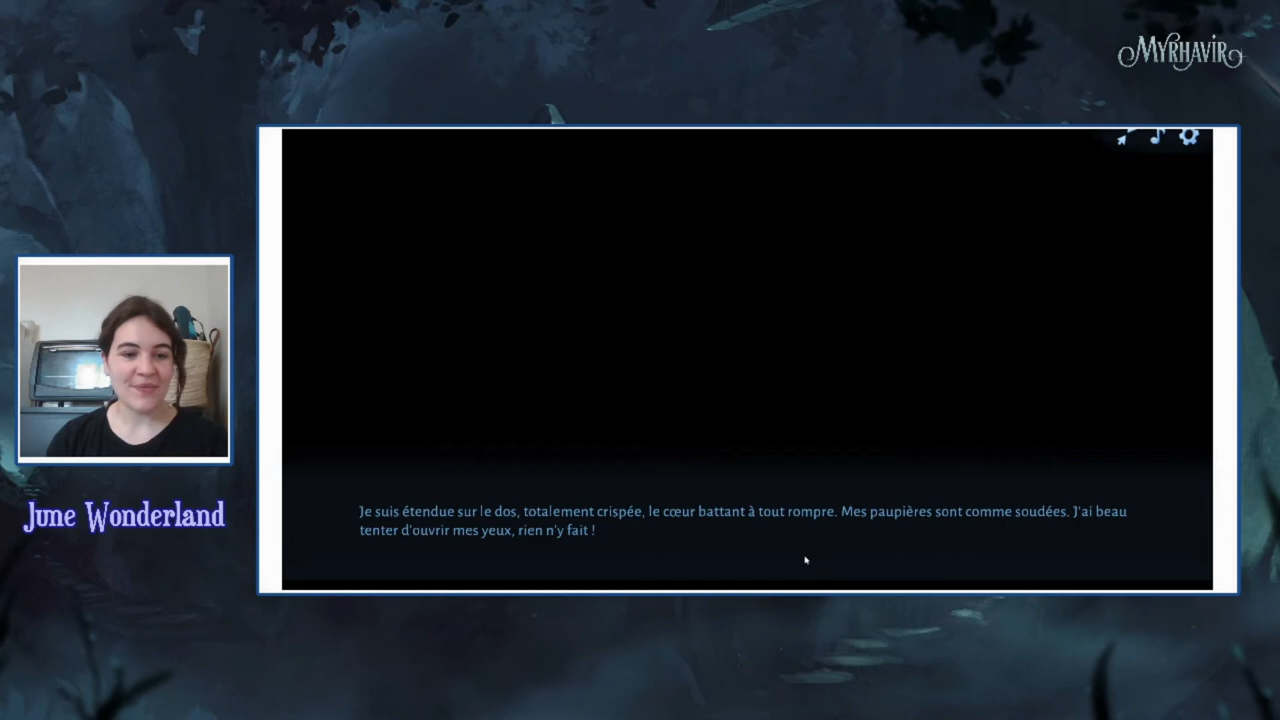 Myrhavir
Je suis étendue sur le dos, totalement crispée, le cœur battant à tout rompre. Mes paupières sont comme soudées. J'ai beau
tenter d'ouvrir mes yeux, rien n'y fait !
June Wonderland